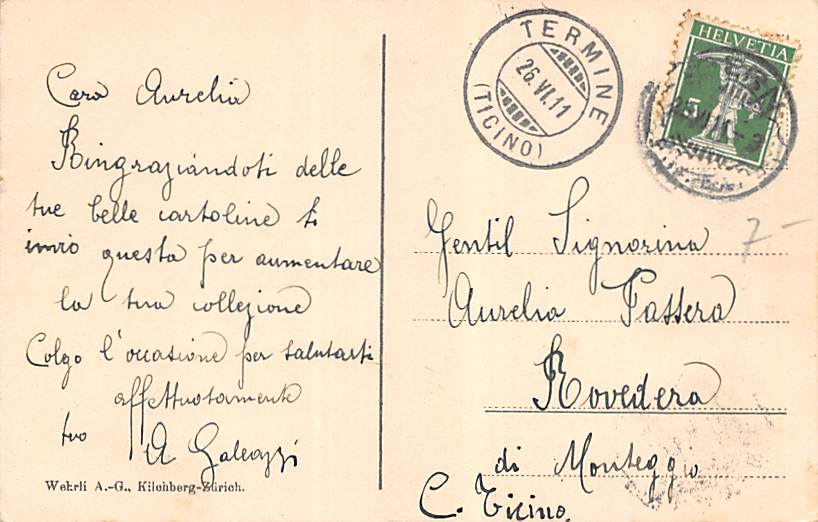 Cara Aurelia
Ringraziandoti delle
tue belle cartoline ti
invio questa per aumentare
la tua collezione
Colgo l'occasione per salutarti
affettuosamente
tuo
A Galeazzi
Wehrli A.-G., Kilchberg-Zürich.
TERMINE
26.VI.11
(TICINO)
HELVETIA
5
7-
Gentil Signorina
Aurelia Passera
Rovedera
di Monteggio
C. Ticino.